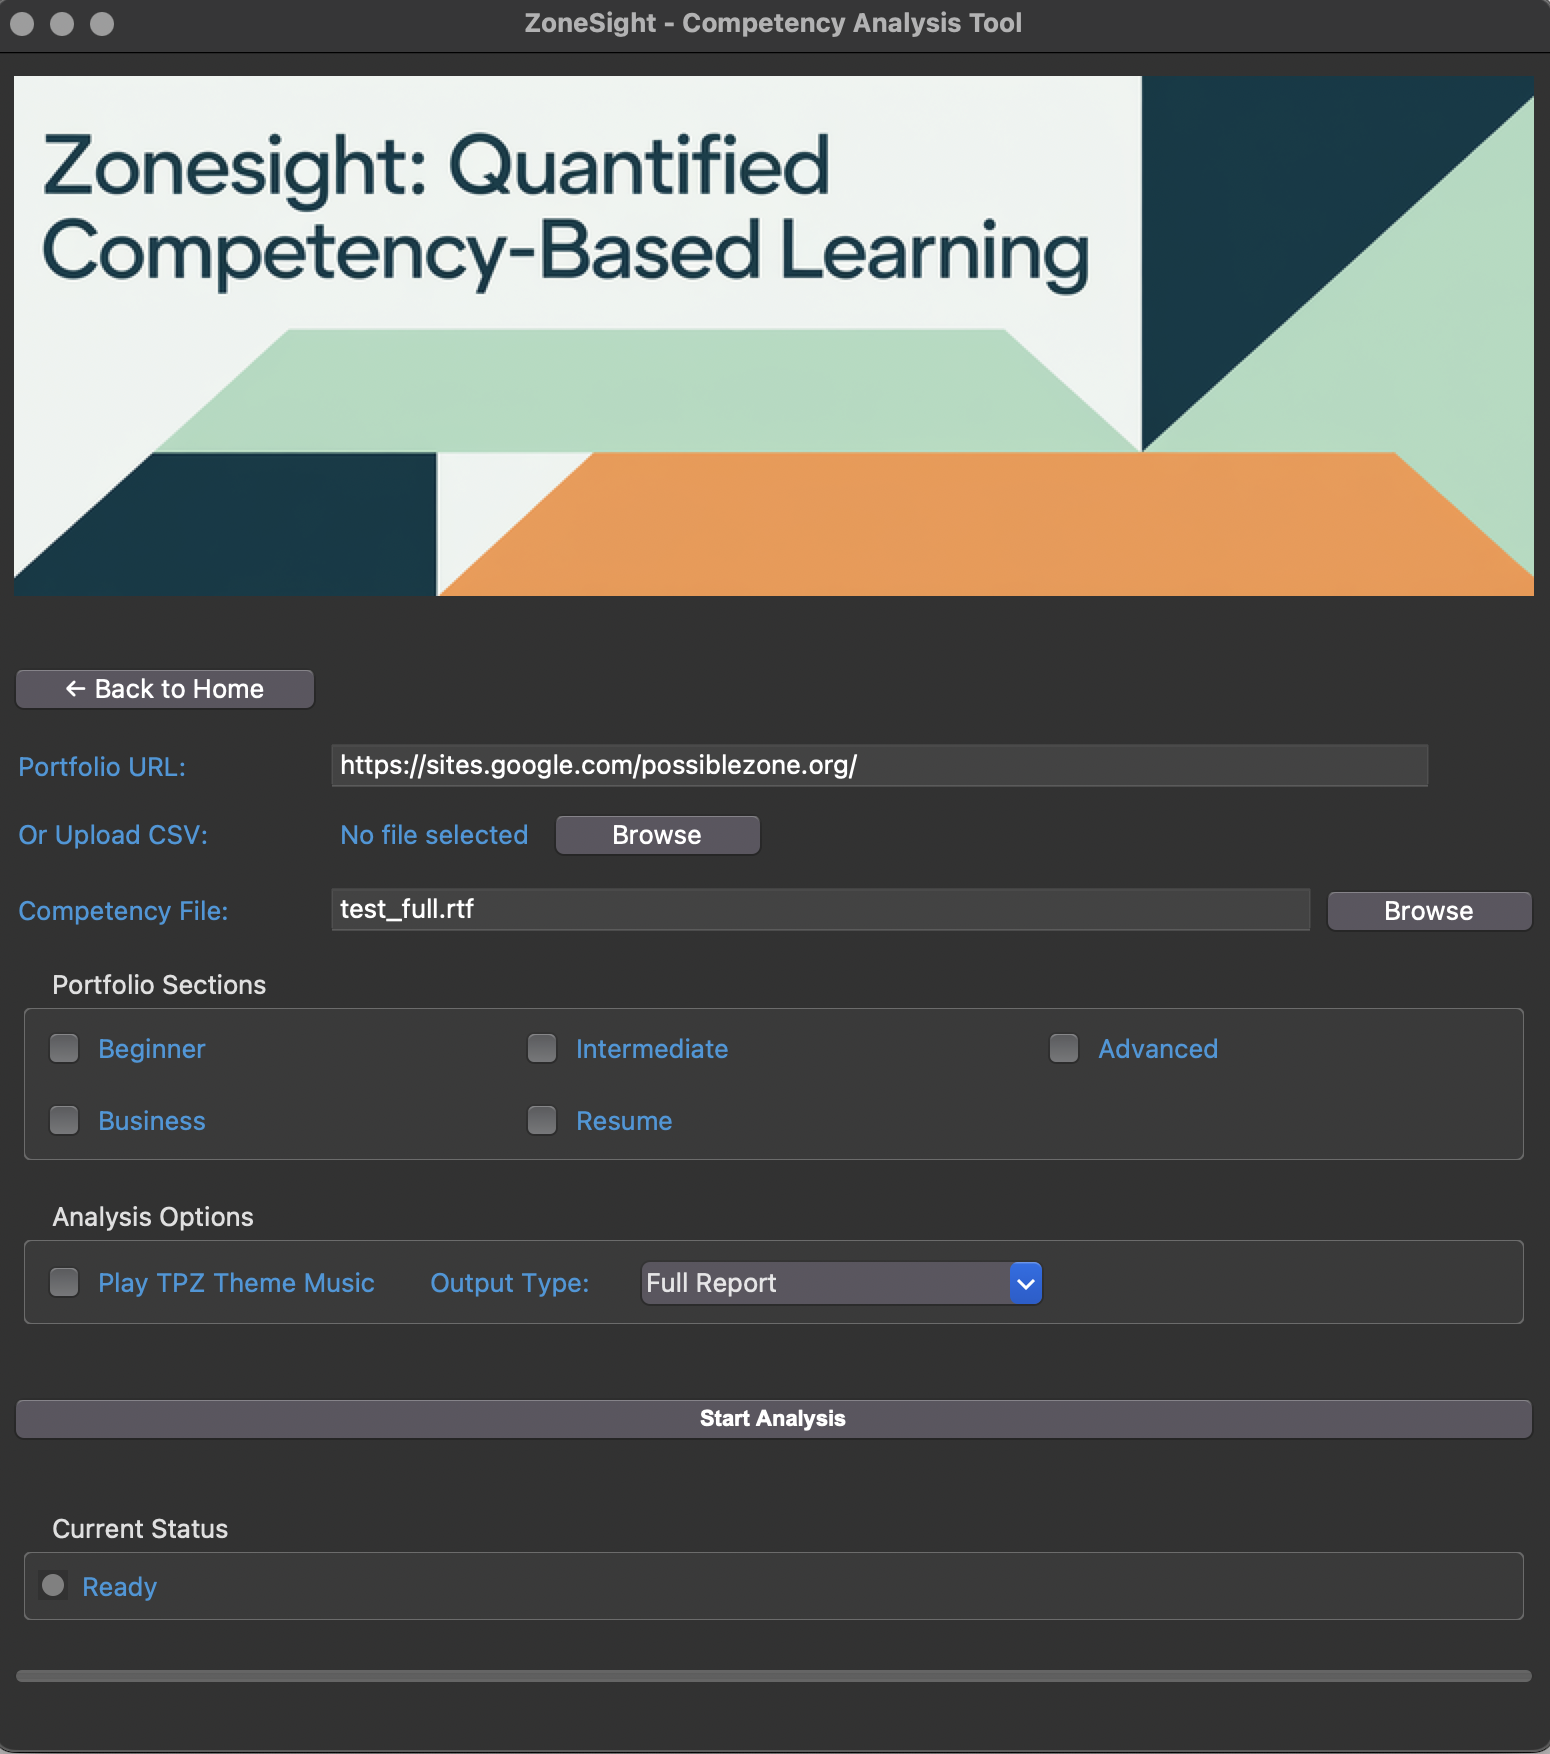 ZoneSight - Competency Analysis Tool
Zonesight: Quantified
Competency-Based Learning
← Back to Home
Portfolio URL: https://sites.google.com/possiblezone.org/
Or Upload CSV: No file selected Browse
Competency File: test_full.rtf Browse
Portfolio Sections
Beginner Intermediate Advanced
Business Resume
Analysis Options
Play TPZ Theme Music Output Type: Full Report
Start Analysis
Current Status
Ready